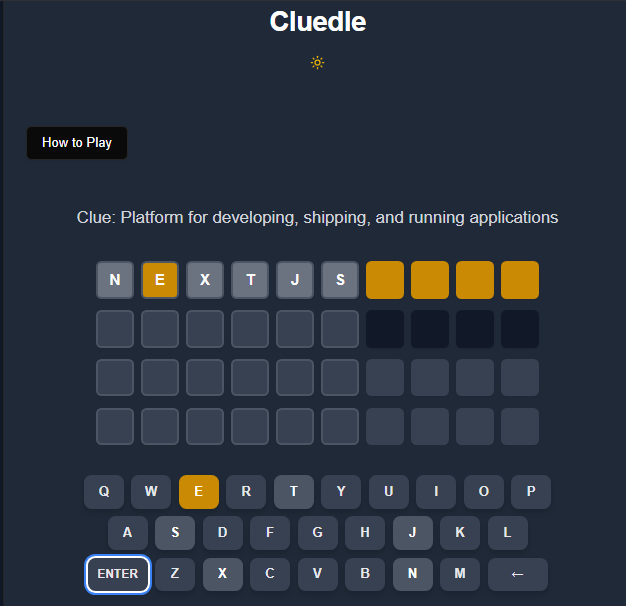 Cluedle
How to Play
Clue: Platform for developing, shipping, and running applications
N E X T J S
Q W E R T Y U I O P
A S D F G H J K L
ENTER Z X C V B N M ←